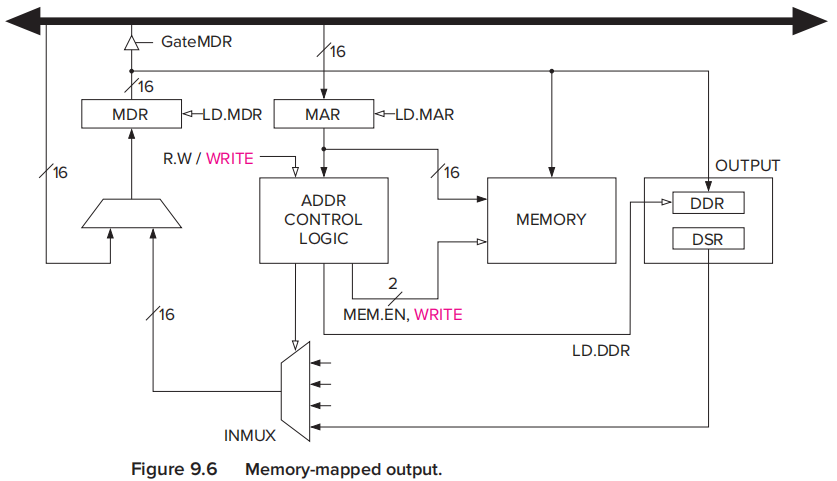 GateMDR
16
16
MDR
LD.MDR
MAR
LD.MAR
R.W / WRITE
16
16
OUTPUT
ADDR
CONTROL
LOGIC
MEMORY
DDR
DSR
2
MEM.EN, WRITE
16
LD.DDR
INMUX
Figure 9.6 Memory-mapped output.